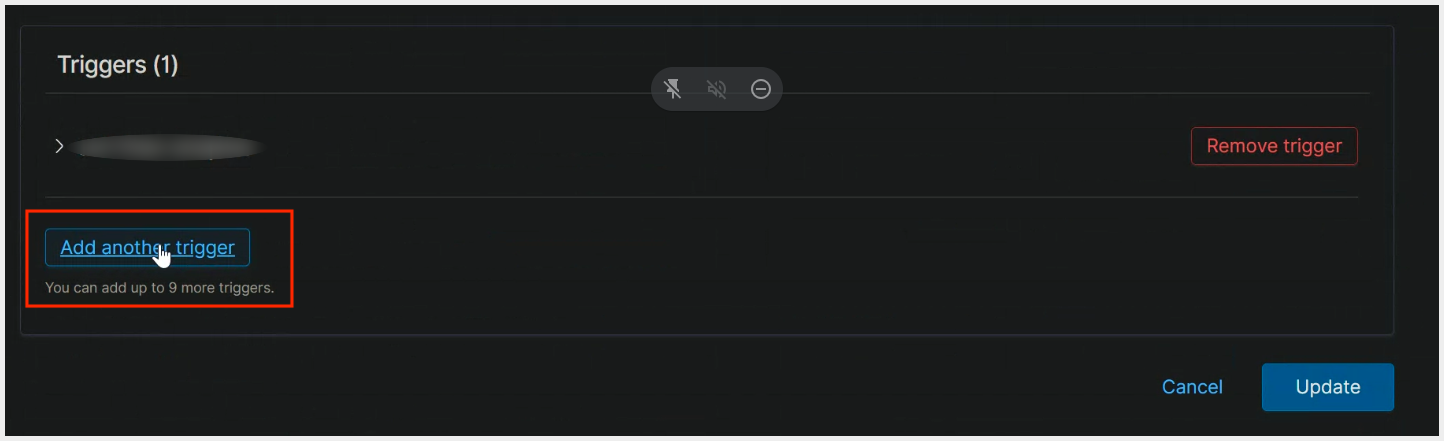 Triggers (1)
Remove trigger
Add another trigger
You can add up to 9 more triggers.
Cancel
Update